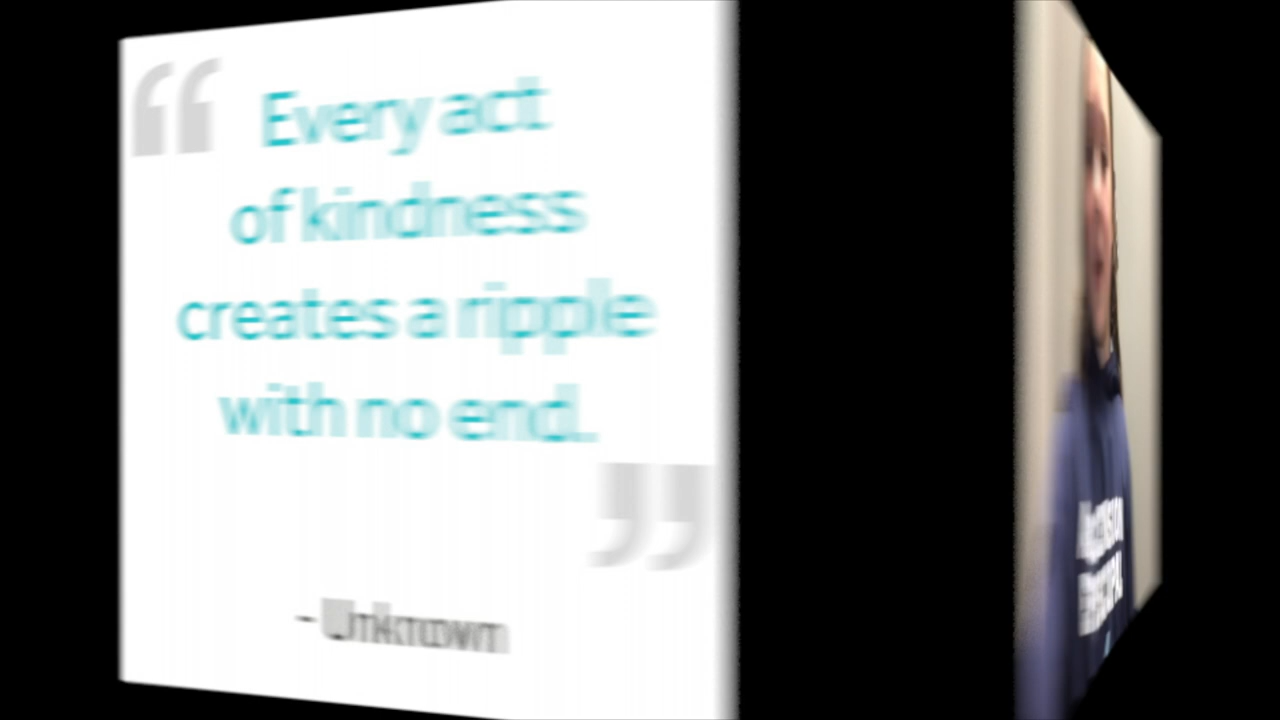 “
Every act
of kindness
creates a ripple
with no end.
”
- Unknown